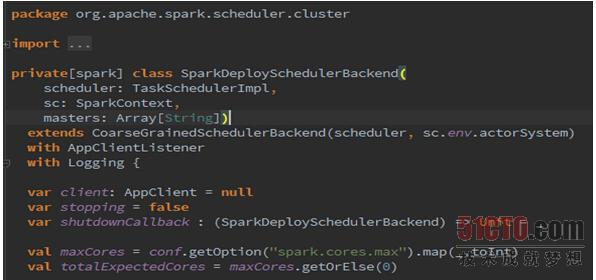 package org.apache.spark.scheduler.cluster
import ...
private[spark] class SparkDeploySchedulerBackend(
scheduler: TaskSchedulerImpl,
sc: SparkContext,
masters: Array[String])
extends CoarseGrainedSchedulerBackend(scheduler, sc.env.actorSystem)
with AppClientListener
with Logging {
var client: AppClient = null
var stopping = false
var shutdownCallback : (SparkDeploySchedulerBackend) => Unit =
val maxCores = conf.getOption("spark.cores.max").map(_.toInt)
val totalExpectedCores = maxCores.getOrElse(0)
51CTO.com
技术成就梦想